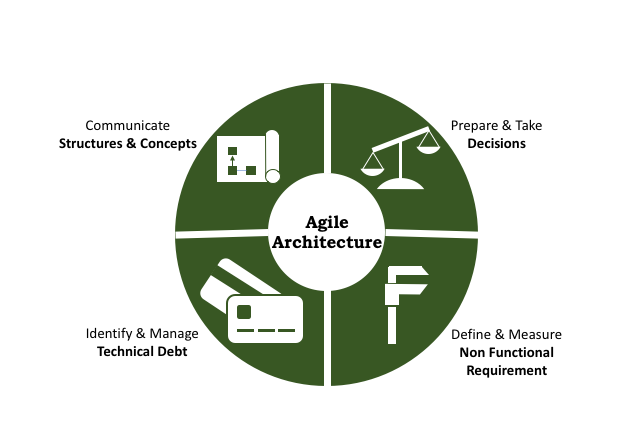 Communicate
Structures & Concepts
Prepare & Take
Decisions
Agile
Architecture
Identify & Manage
Technical Debt
Define & Measure
Non Functional
Requirement